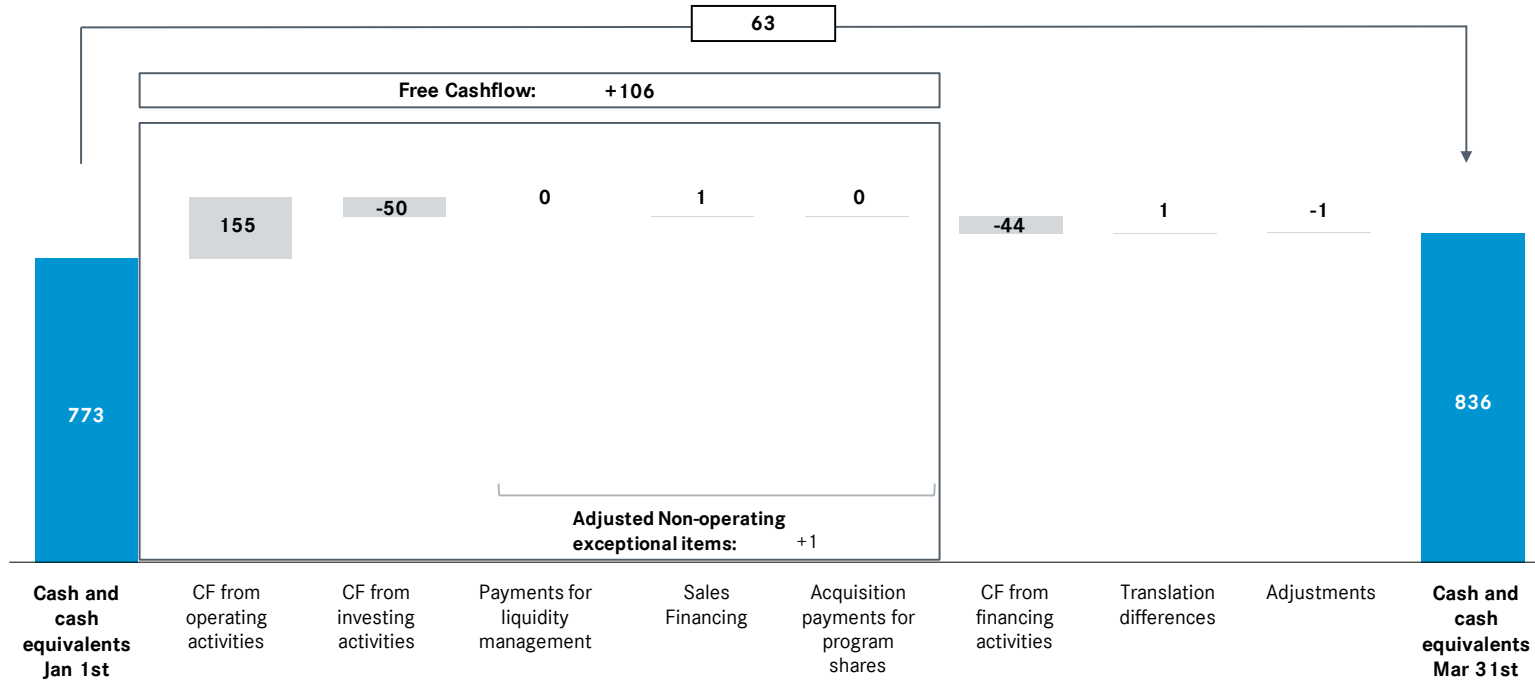 63
Free Cashflow: +106
155
-50
0
1
0
-44
1
-1
773
836
Adjusted Non-operating
exceptional items: +1
Cash and
cash
equivalents
Jan 1st
CF from
operating
activities
CF from
investing
activities
Payments for
liquidity
management
Sales
Financing
Acquisition
payments for
program
shares
CF from
financing
activities
Translation
differences
Adjustments
Cash and
cash
equivalents
Mar 31st